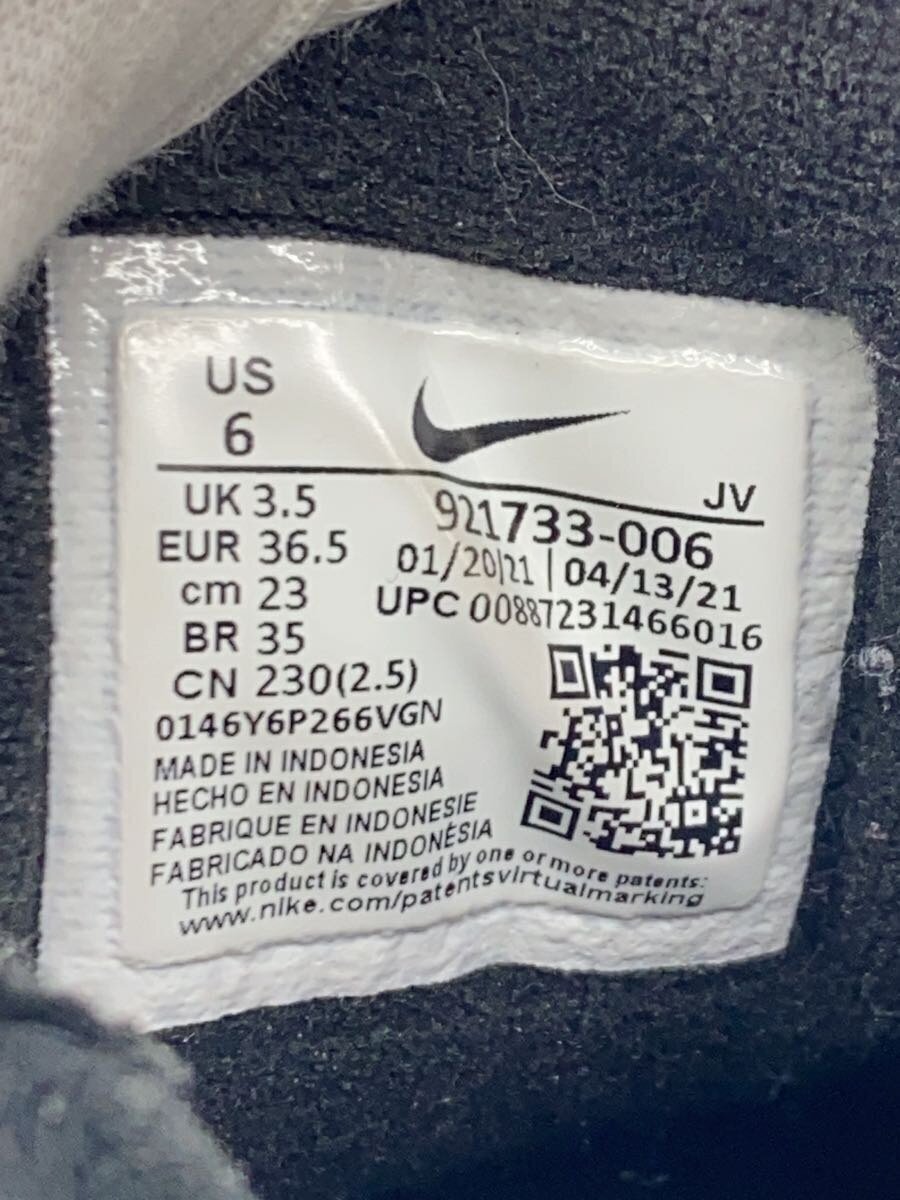 US
6
JV
UK 3.5
EUR 36.5
cm 23
BR 35
CN 230(2.5)
921733-006
01/20/21 | 04/13/21
UPC 00887231466016
0146Y6P266VGN
MADE IN INDONESIA
HECHO EN INDONESIA
FABRIQUE EN INDONESIE
FABRICADO NA INDONÉSIA
This product is covered by one or more patents:
www.nike.com/patentsvirtualmarking